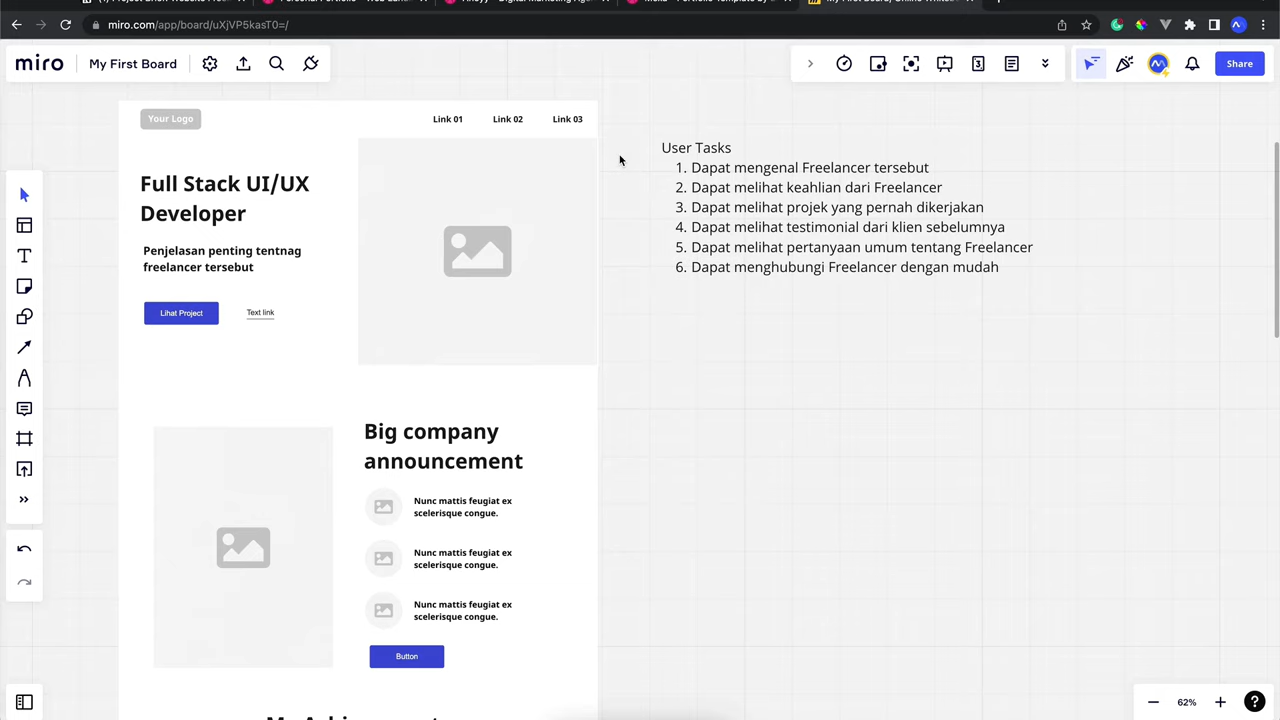 miro.com/app/board/uXjVP5kasT0=/
miro
My First Board
Share
Your Logo
Link 01
Link 02
Link 03
Full Stack UI/UX
Developer
Penjelasan penting tentnag
freelancer tersebut
Lihat Project
Text link
User Tasks
1. Dapat mengenal Freelancer tersebut
2. Dapat melihat keahlian dari Freelancer
3. Dapat melihat projek yang pernah dikerjakan
4. Dapat melihat testimonial dari klien sebelumnya
5. Dapat melihat pertanyaan umum tentang Freelancer
6. Dapat menghubungi Freelancer dengan mudah
Big company
announcement
Nunc mattis feugiat ex
scelerisque congue.
Nunc mattis feugiat ex
scelerisque congue.
Nunc mattis feugiat ex
scelerisque congue.
Button
62%